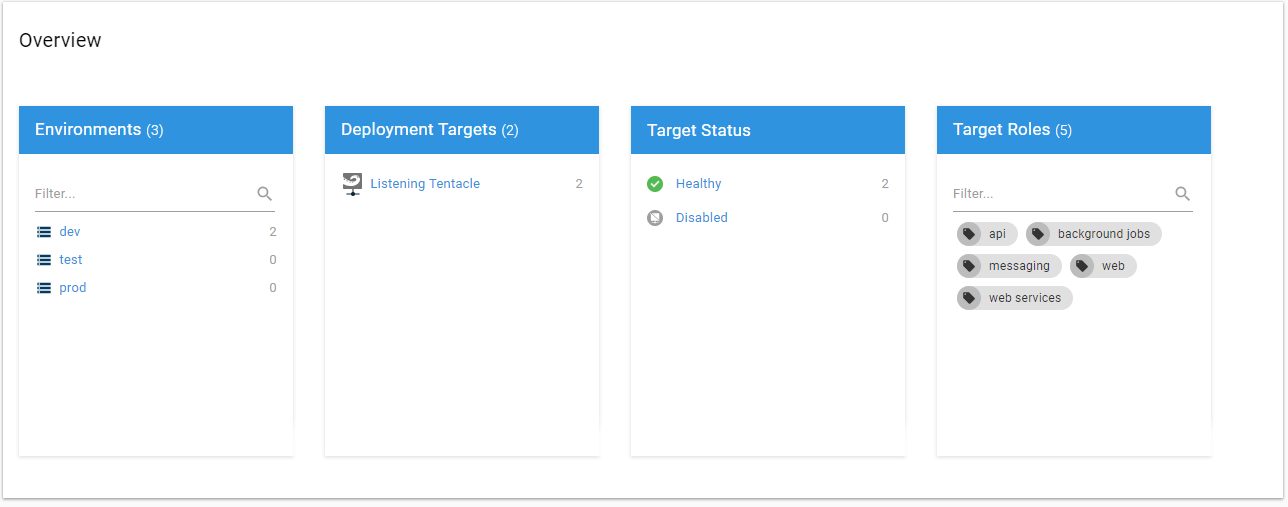 Overview
Environments (3)
Filter...
dev 2
test 0
prod 0
Deployment Targets (2)
Listening Tentacle 2
Target Status
Healthy 2
Disabled 0
Target Roles (5)
Filter...
api background jobs
messaging web
web services